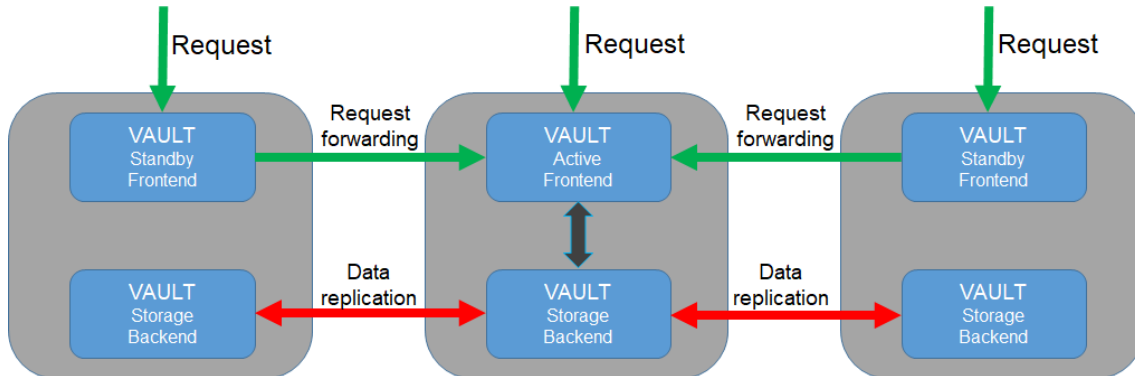 Request
Request
Request
VAULT
Standby
Frontend
Request
forwarding
VAULT
Active
Frontend
Request
forwarding
VAULT
Standby
Frontend
VAULT
Storage
Backend
Data
replication
VAULT
Storage
Backend
Data
replication
VAULT
Storage
Backend